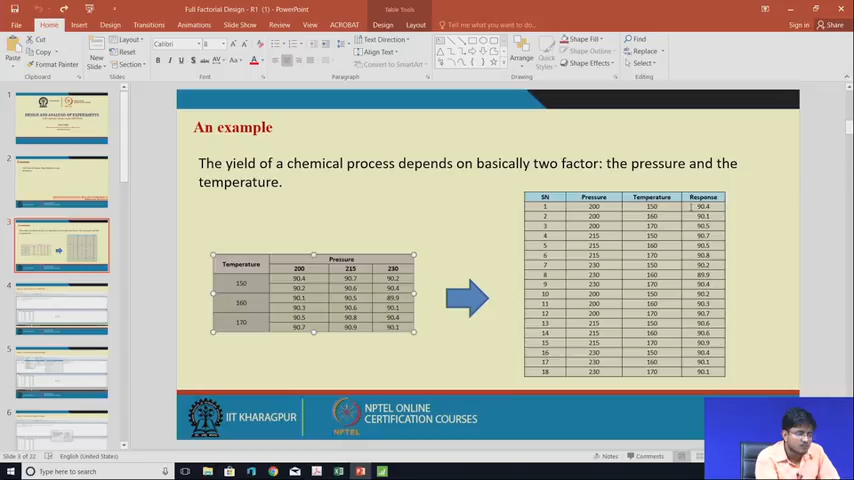 Full Factorial Design - R1 (1) - PowerPoint
Table Tools
File Home Insert Design Transitions Animations Slide Show Review View ACROBAT Design Layout Tell me what you want to do... Sign in Share
Paste
Cut
Copy
Format Painter
Clipboard
New Slide
Layout
Reset
Section
Slides
Calibri 8
Font
Paragraph
Text Direction
Align Text
Convert to SmartArt
Arrange
Quick Styles
Drawing
Shape Fill
Shape Outline
Shape Effects
Find
Replace
Select
Editing
1
2
3
4
5
6
An example
The yield of a chemical process depends on basically two factor: the pressure and the
temperature.
Temperature Pressure
200 215 230
150 90.4 90.7 90.2
90.2 90.6 90.4
160 90.1 90.5 89.9
90.3 90.6 90.1
170 90.5 90.8 90.4
90.7 90.9 90.1
SN Pressure Temperature Response
1 200 150 90.4
2 200 160 90.1
3 200 170 90.5
4 215 150 90.7
5 215 160 90.5
6 215 170 90.8
7 230 150 90.2
8 230 160 89.9
9 230 170 90.4
10 200 150 90.2
11 200 160 90.3
12 200 170 90.7
13 215 150 90.6
14 215 160 90.6
15 215 170 90.9
16 230 150 90.4
17 230 160 90.1
18 230 170 90.1
IIT KHARAGPUR
NPTEL
NPTEL ONLINE
CERTIFICATION COURSES
Slide 3 of 22 English (United States) Notes Comments
Type here to search